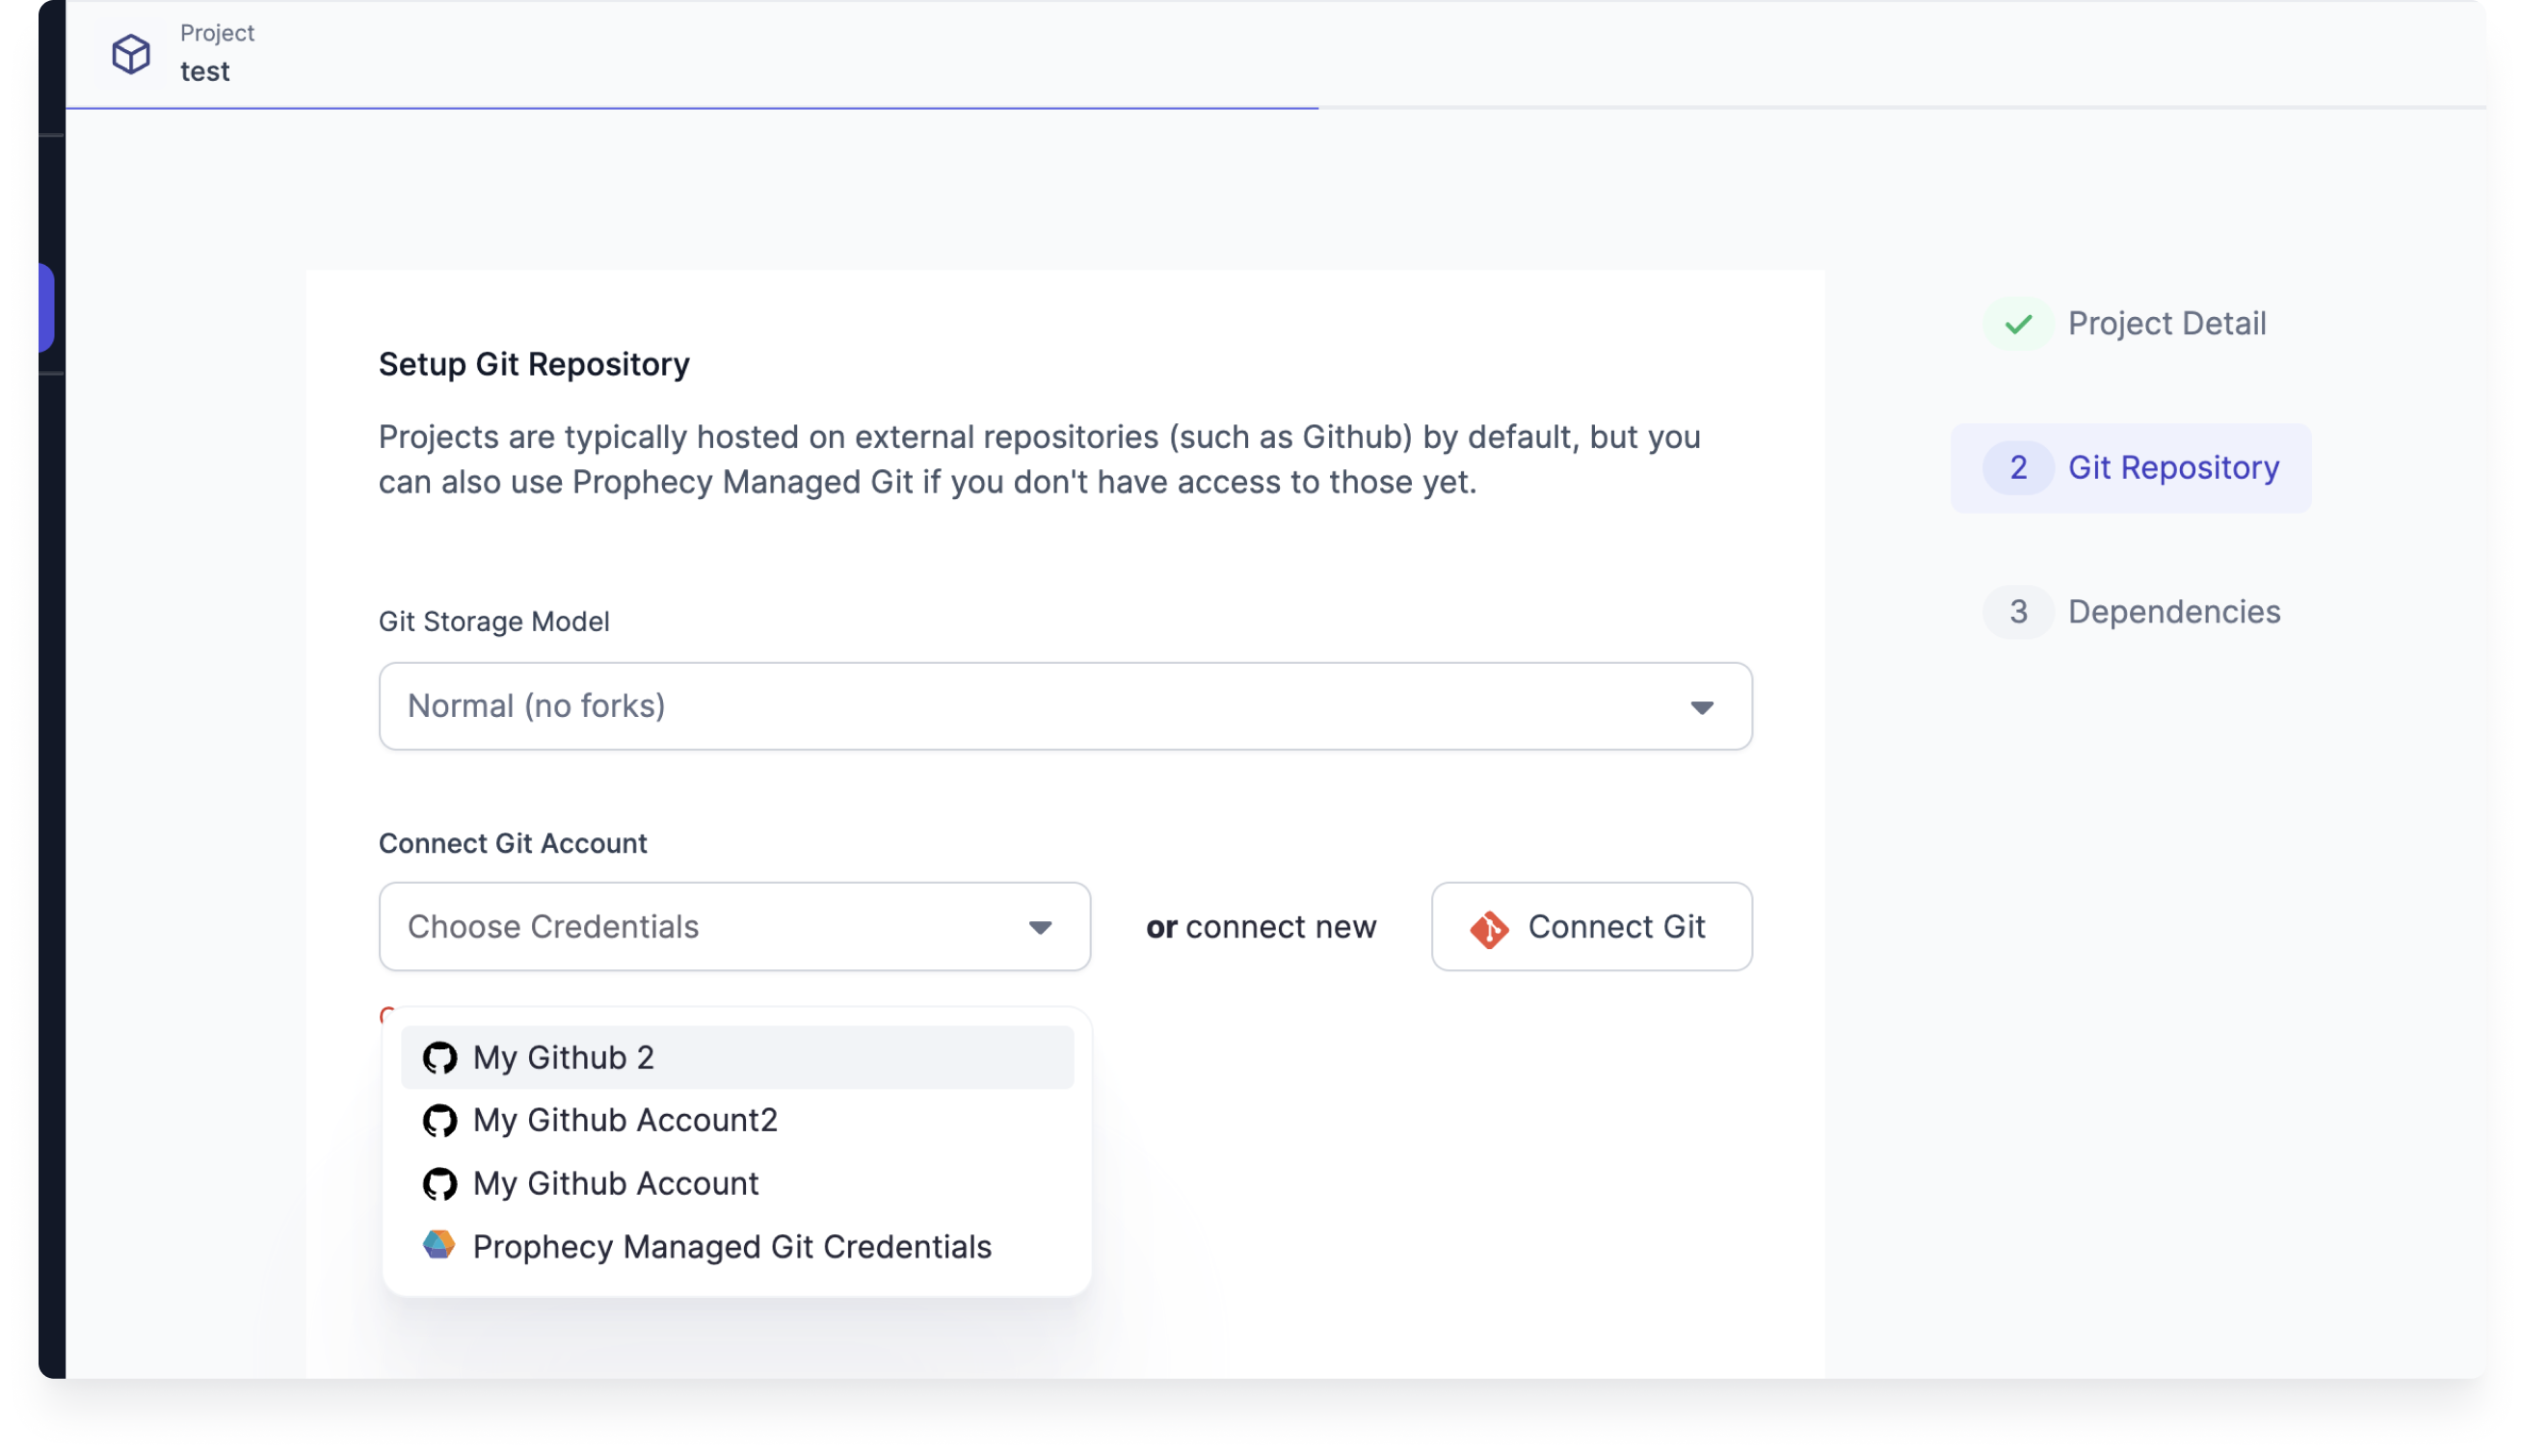 Project
test
Setup Git Repository
Projects are typically hosted on external repositories (such as Github) by default, but you
can also use Prophecy Managed Git if you don't have access to those yet.
Git Storage Model
Normal (no forks)
Connect Git Account
Choose Credentials
or connect new
Connect Git
My Github 2
My Github Account2
My Github Account
Prophecy Managed Git Credentials
Project Detail
2 Git Repository
3 Dependencies